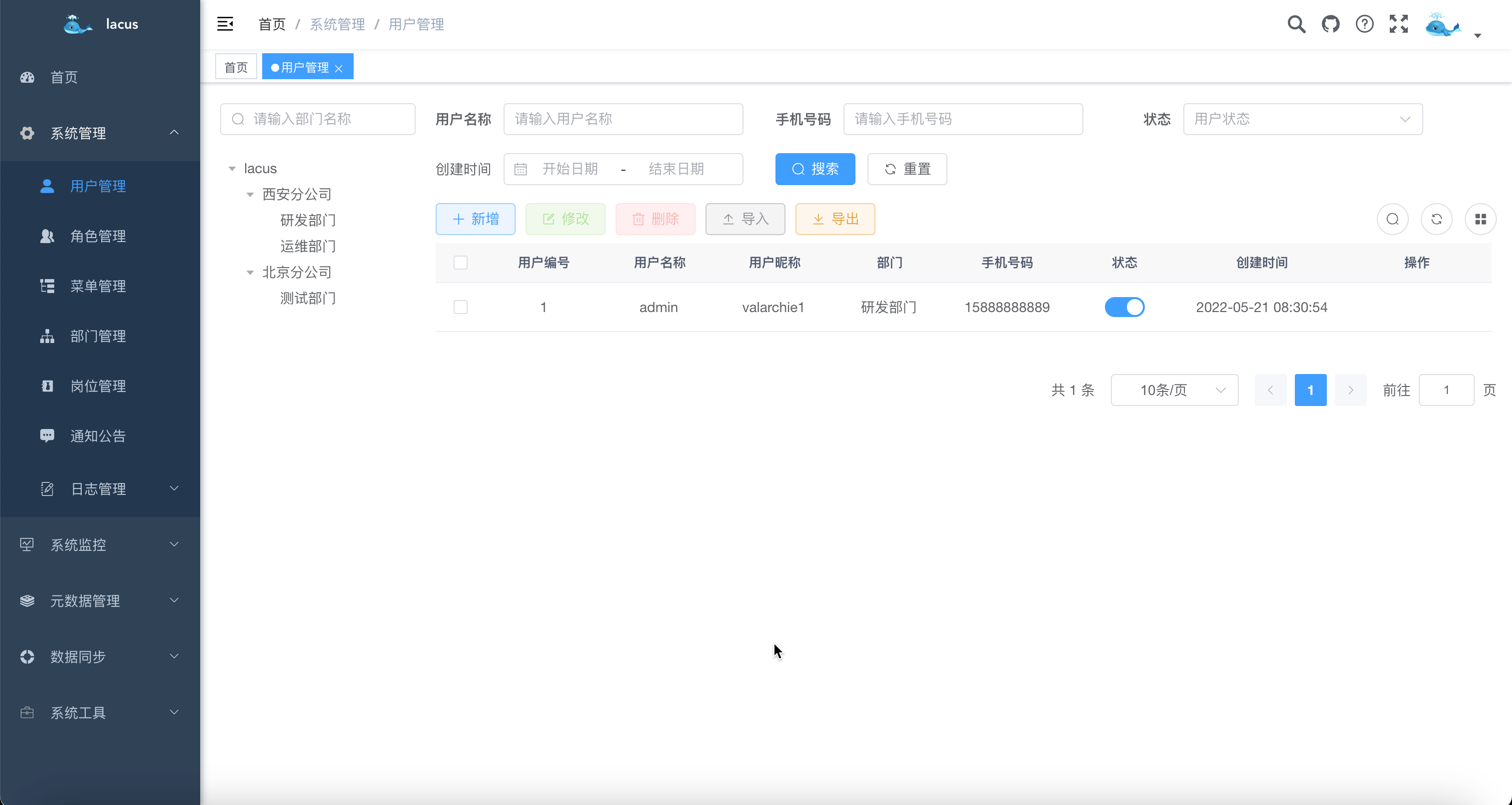 lacus
首页
系统管理
用户管理
角色管理
菜单管理
部门管理
岗位管理
通知公告
日志管理
系统监控
元数据管理
数据同步
系统工具
首页 / 系统管理 / 用户管理
首页 用户管理
请输入部门名称
lacus
西安分公司
研发部门
运维部门
北京分公司
测试部门
用户名称 请输入用户名称 手机号码 请输入手机号码 状态 用户状态
创建时间 开始日期 - 结束日期 搜索 重置
新增 修改 删除 导入 导出
用户编号 用户名称 用户昵称 部门 手机号码 状态 创建时间 操作
1 admin valarchie1 研发部门 15888888889 2022-05-21 08:30:54
共 1 条 10条/页 1 前往 1 页